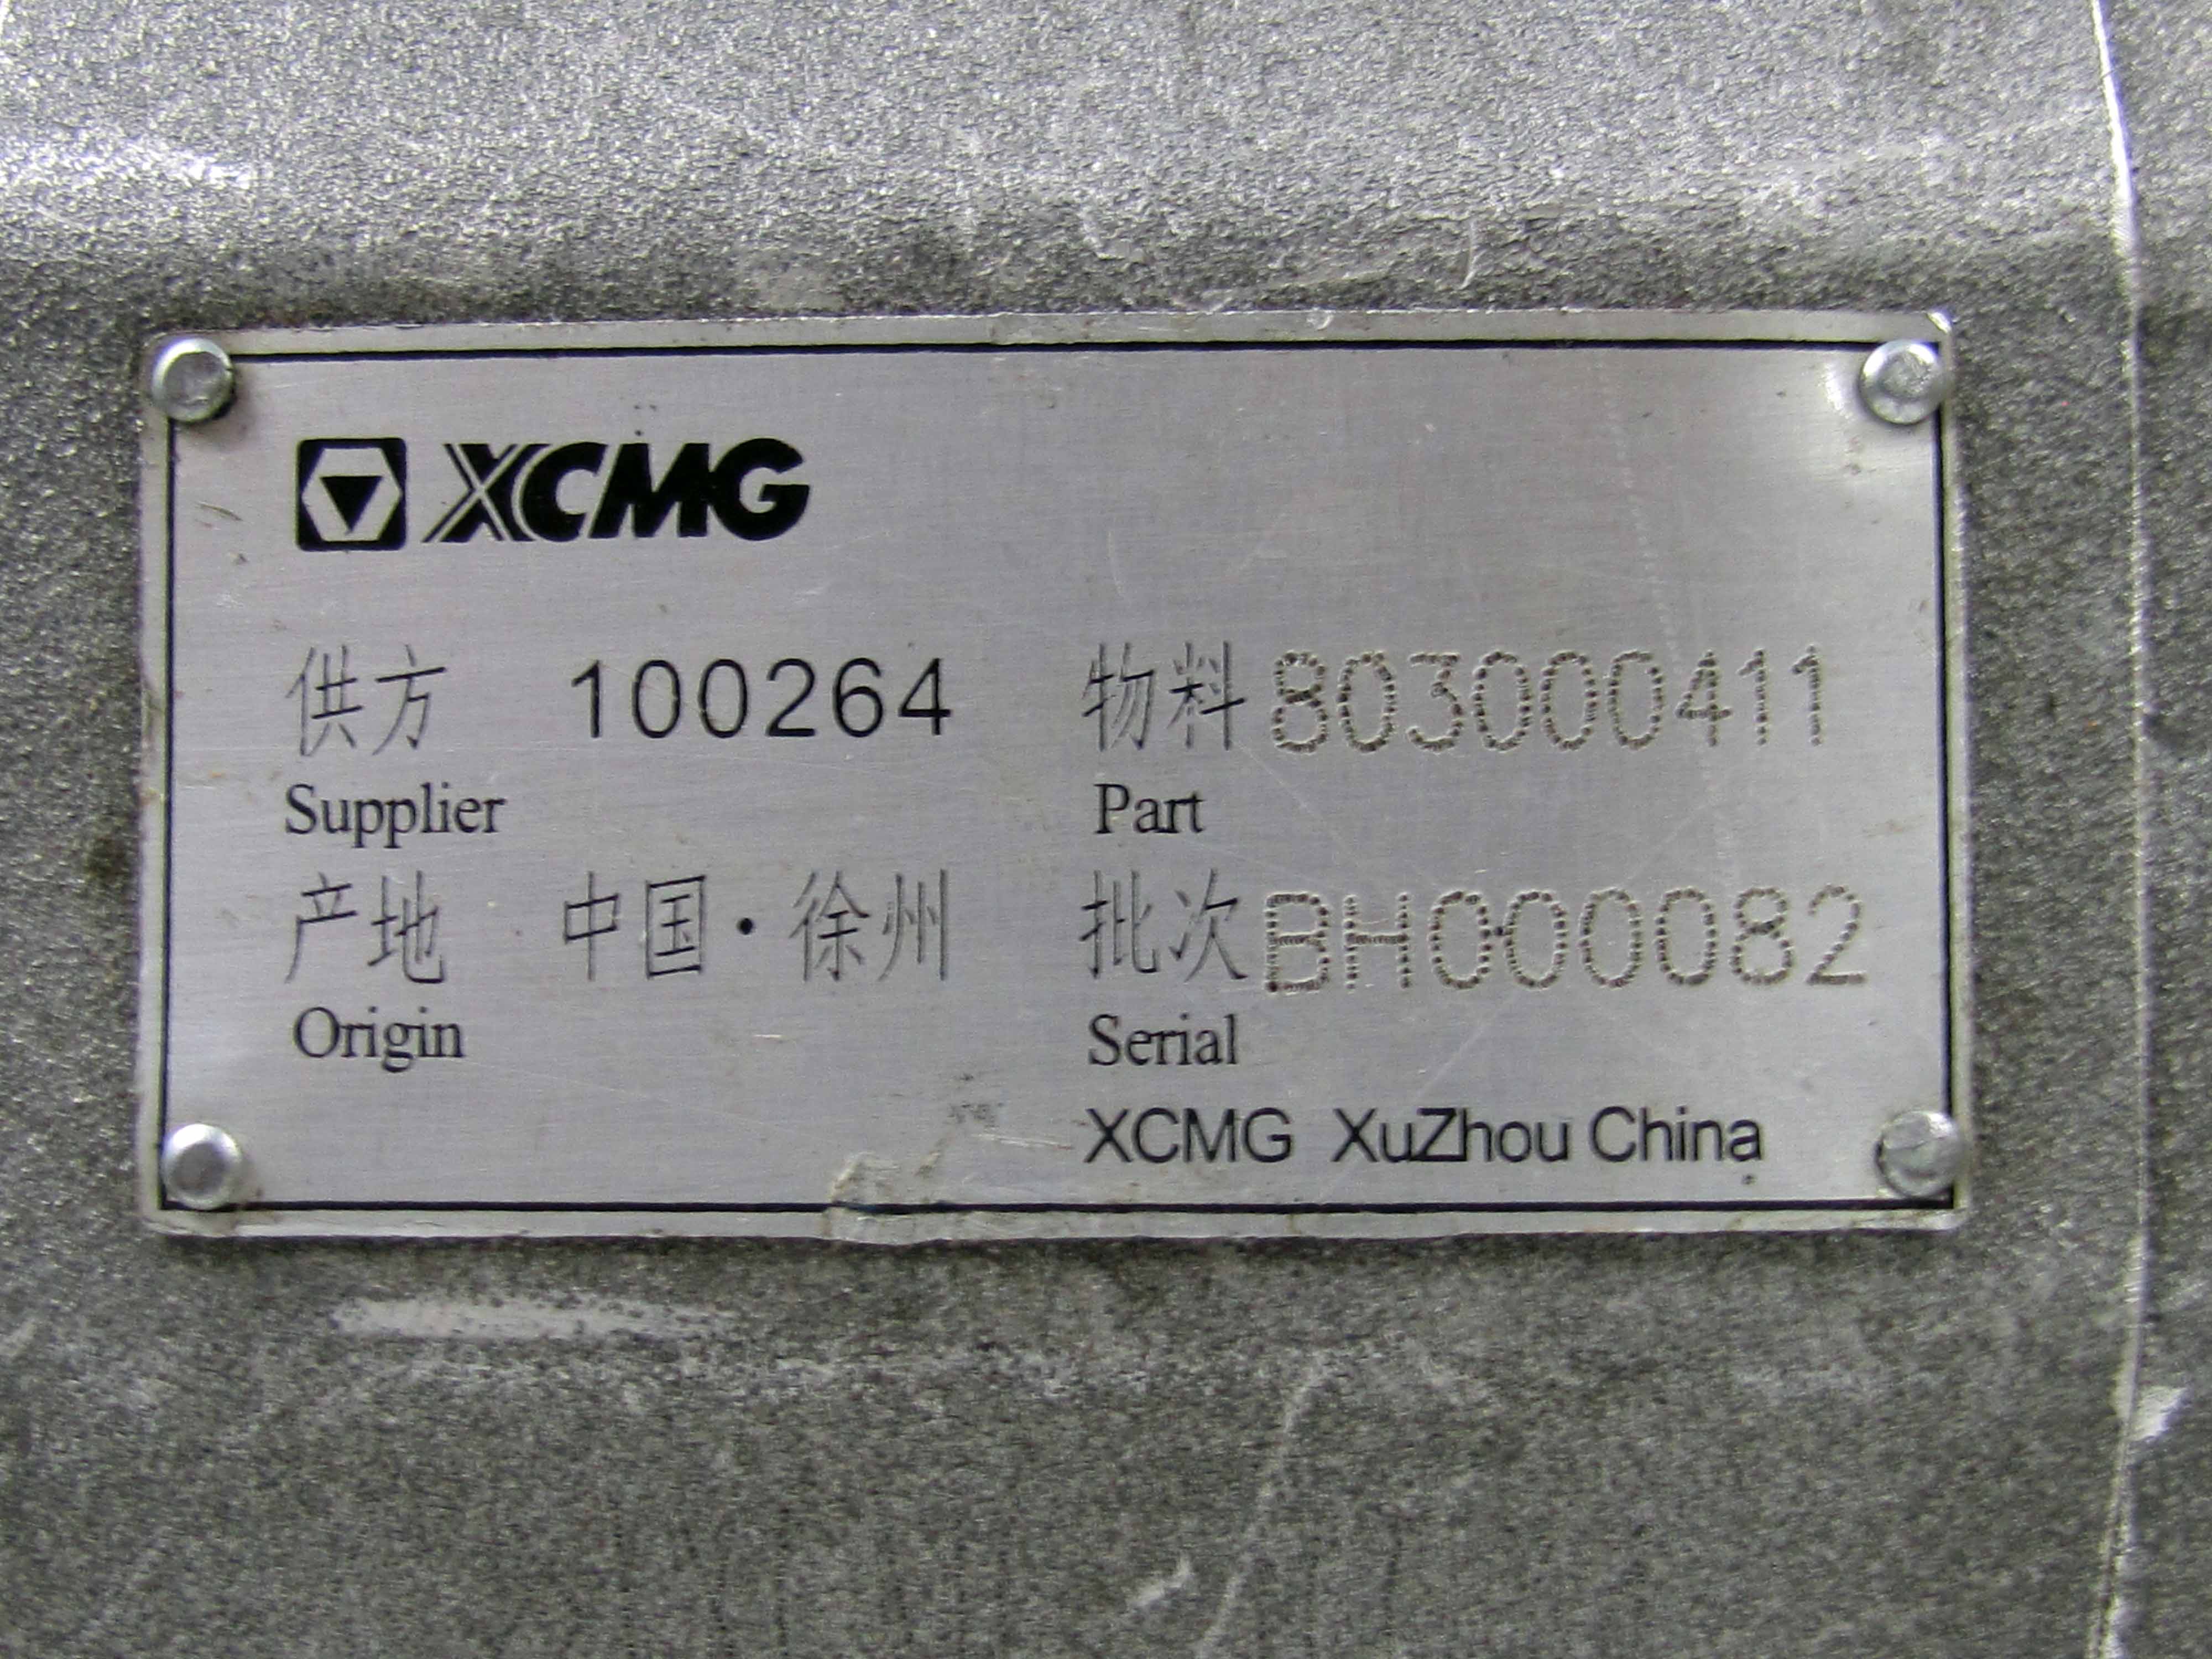 XCMG
供方 100264 物料 803000411
Supplier Part
产地 中国·徐州 批次 BH000082
Origin Serial
XCMG XuZhou China